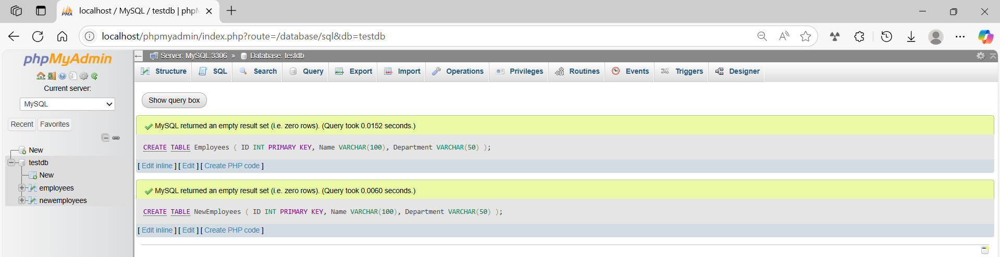 localhost / MySQL / testdb | php
localhost/phpmyadmin/index.php?route=/database/sql&db=testdb
phpMyAdmin
Current server:
MySQL
Recent Favorites
New
testdb
New
employees
newemployees
Server: MySQL:3306 » Database: testdb
Structure SQL Search Query Export Import Operations Privileges Routines Events Triggers Designer
Show query box
MySQL returned an empty result set (i.e. zero rows). (Query took 0.0152 seconds.)
CREATE TABLE Employees ( ID INT PRIMARY KEY, Name VARCHAR(100), Department VARCHAR(50) );
[ Edit inline ] [ Edit ] [ Create PHP code ]
MySQL returned an empty result set (i.e. zero rows). (Query took 0.0060 seconds.)
CREATE TABLE NewEmployees ( ID INT PRIMARY KEY, Name VARCHAR(100), Department VARCHAR(50) );
[ Edit inline ] [ Edit ] [ Create PHP code ]